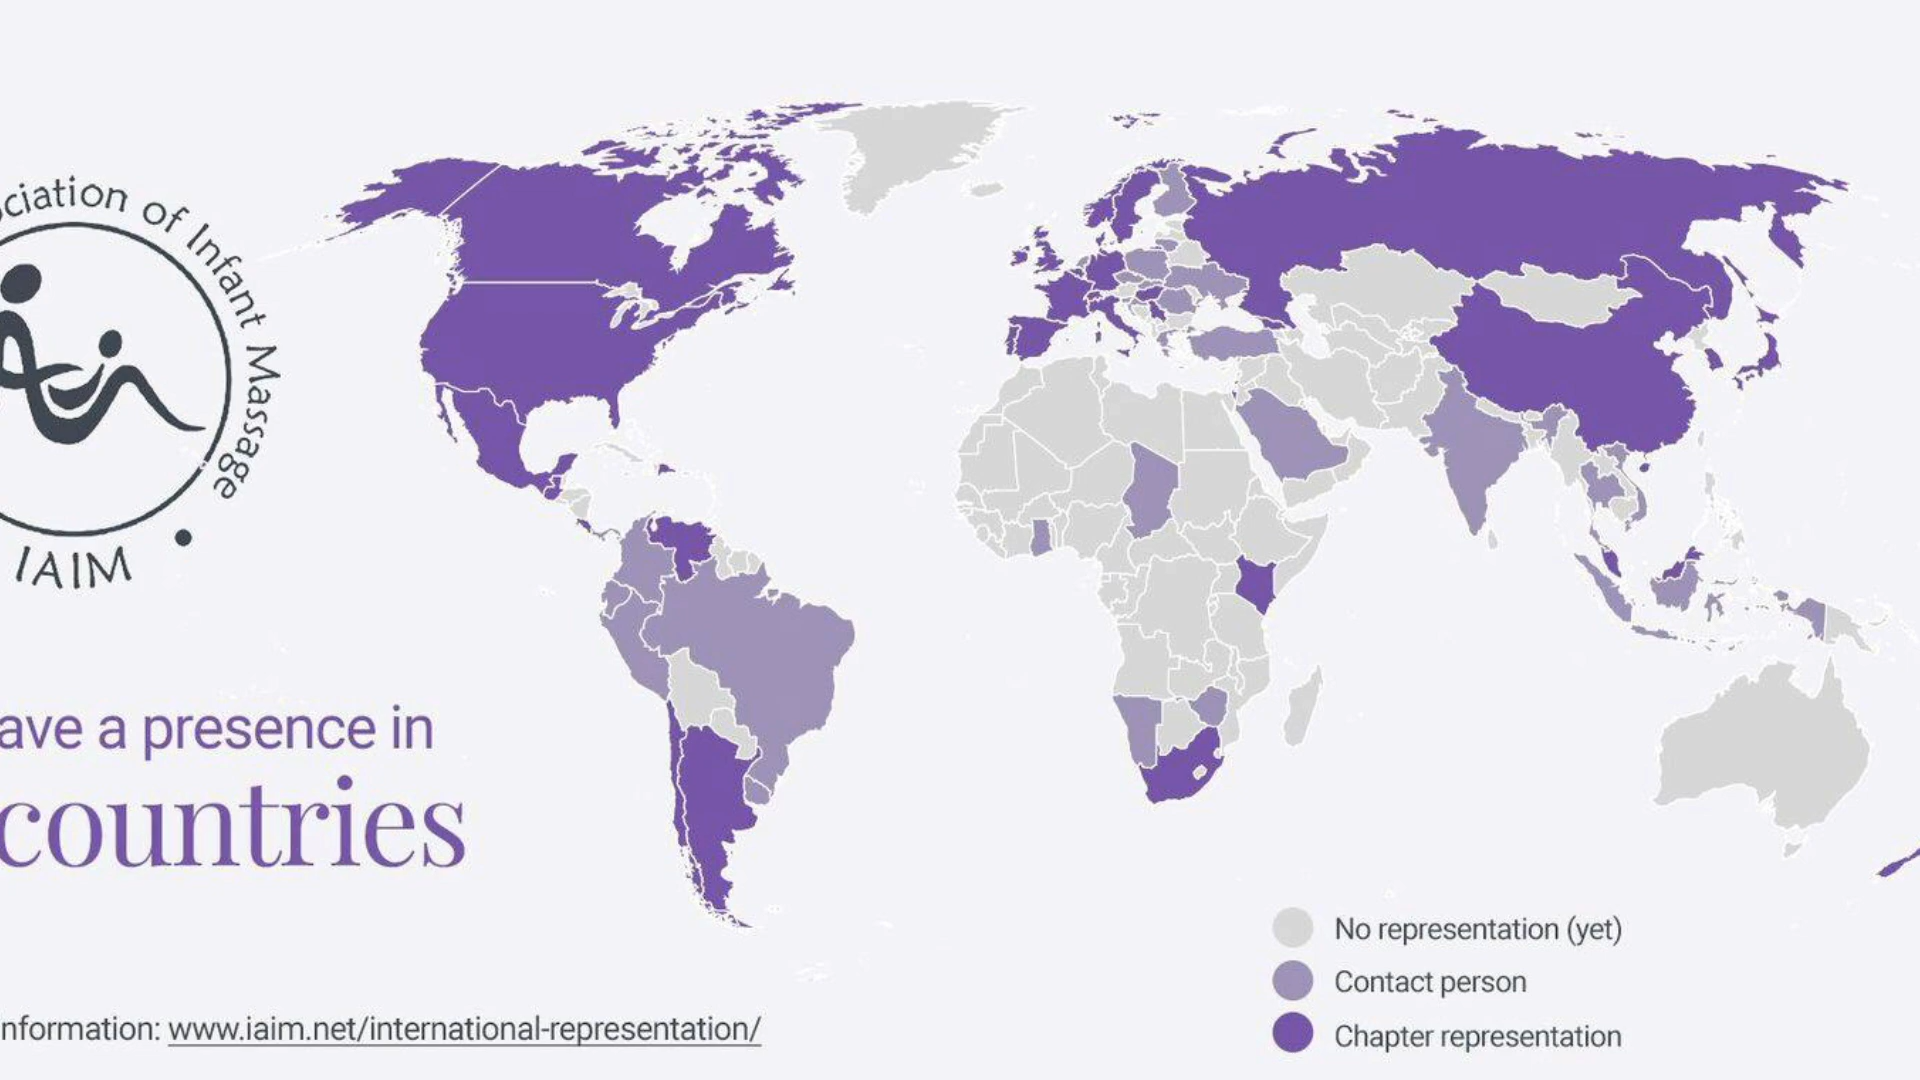 ciation of Infant Massage
IAIM
ave a presence in
countries
nformation: www.iaim.net/international-representation/
No representation (yet)
Contact person
Chapter representation